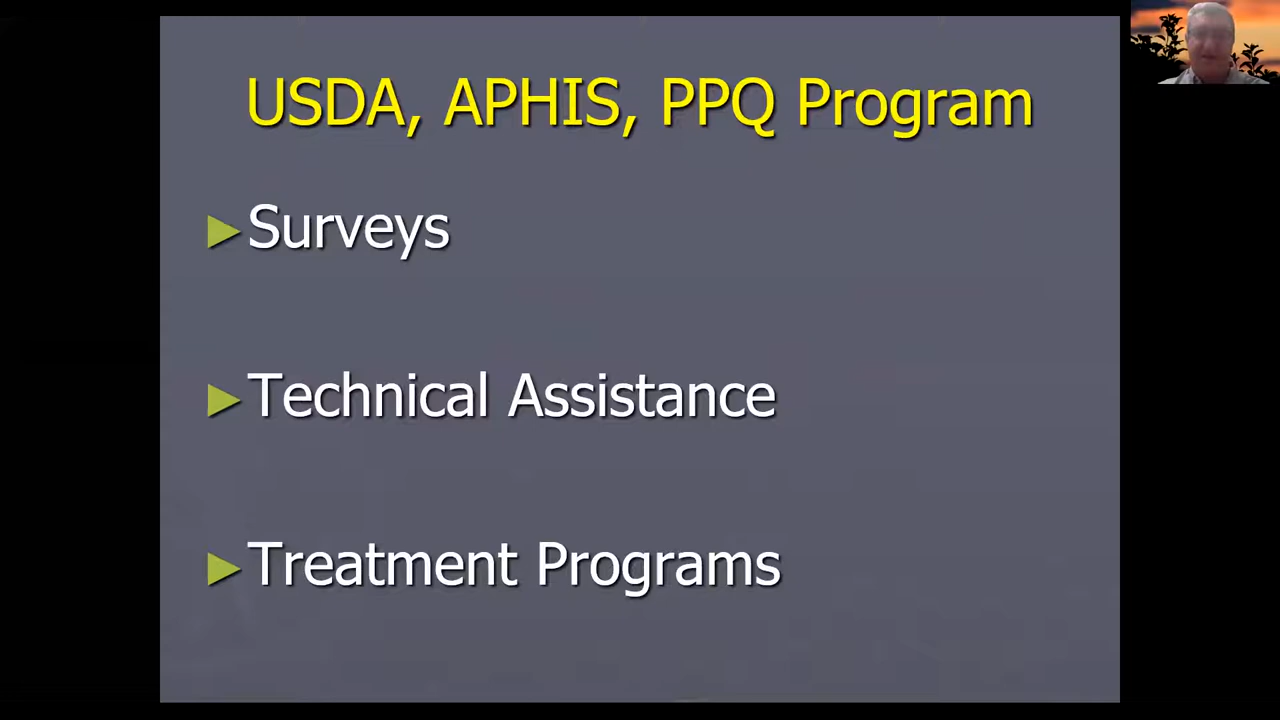 USDA, APHIS, PPQ Program
►Surveys
►Technical Assistance
►Treatment Programs